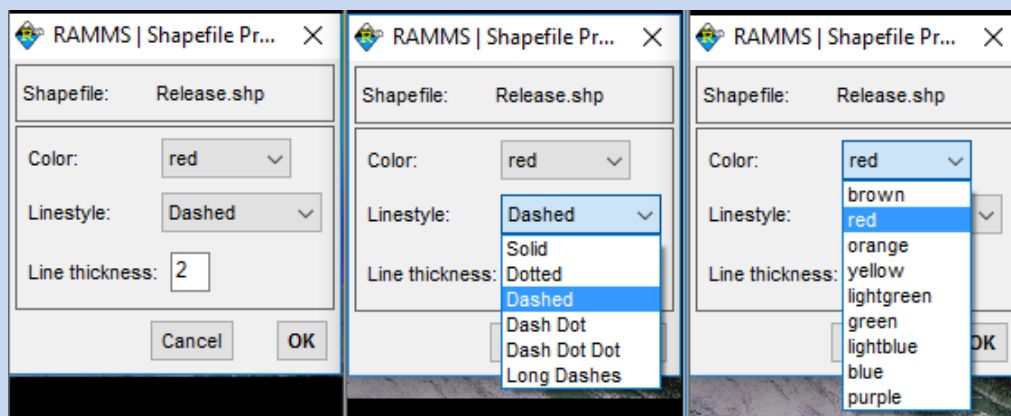 RAMMS | Shapefile Pr...
Shapefile: Release.shp
Color: red
Linestyle: Dashed
Line thickness: 2
Cancel OK
RAMMS | Shapefile Pr...
Shapefile: Release.shp
Color: red
Linestyle: Dashed
Line thickness:
Solid
Dotted
Dashed
Dash Dot
Dash Dot Dot
Long Dashes
RAMMS | Shapefile Pr...
Shapefile: Release.shp
Color: red
Linestyle:
Line thickness:
brown
red
orange
yellow
lightgreen
green
lightblue
blue
purple
OK